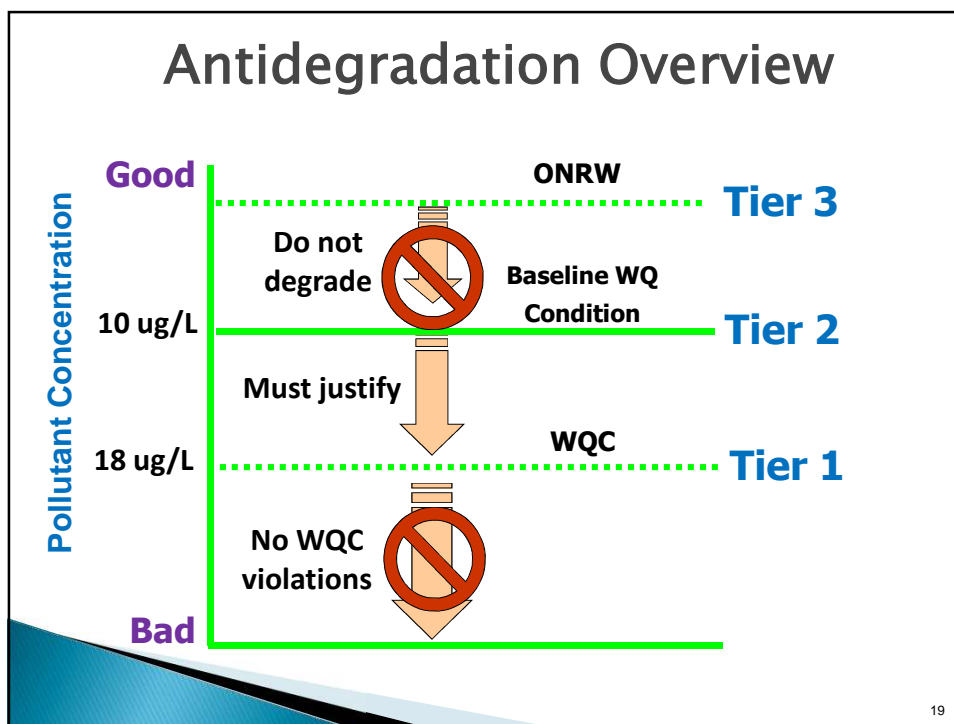 Antidegradation Overview
Pollutant Concentration
Good
ONRW
Tier 3
Do not
degrade
Baseline WQ
Condition
10 ug/L
Tier 2
Must justify
WQC
18 ug/L
Tier 1
No WQC
violations
Bad
19